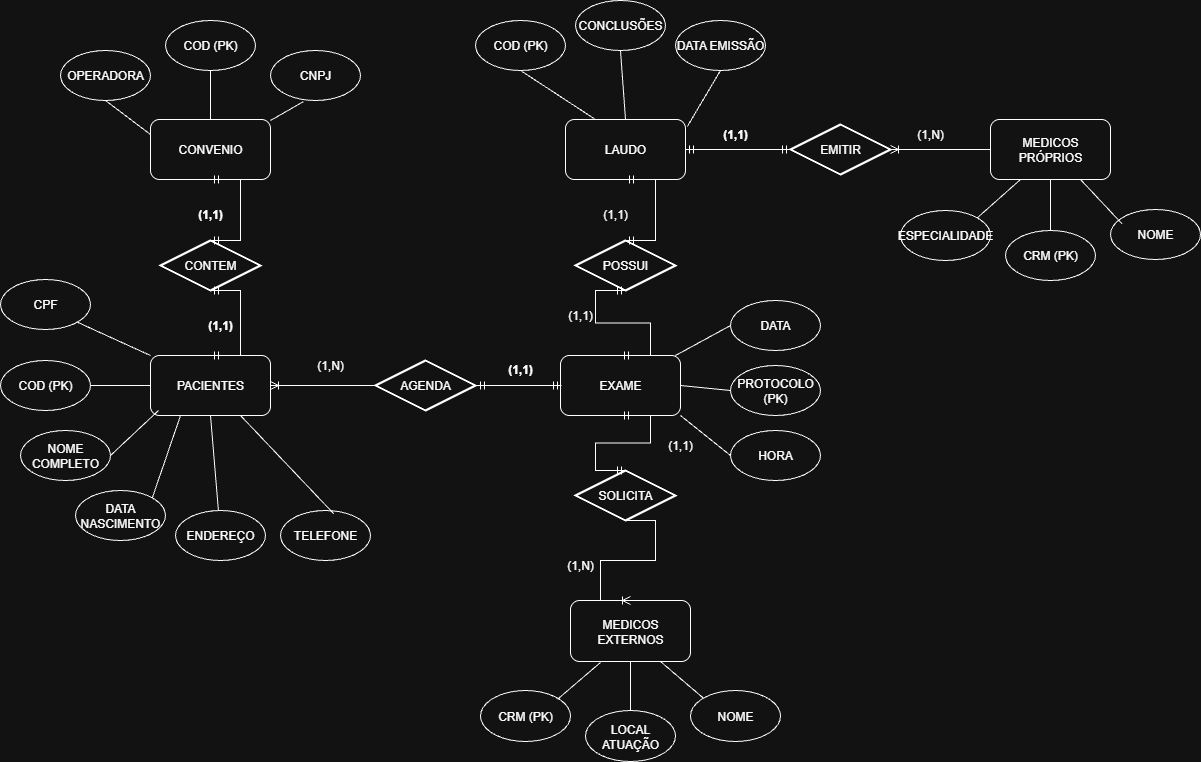 CONCLUSÕES
COD (PK)
COD (PK)
DATA EMISSÃO
OPERADORA
CNPJ
CONVENIO
LAUDO
(1,1)
EMITIR
(1,N)
MEDICOS
PRÓPRIOS
(1,1)
(1,1)
ESPECIALIDADE
CRM (PK)
NOME
CONTEM
POSSUI
CPF
(1,1)
(1,1)
DATA
COD (PK)
PACIENTES
(1,N)
AGENDA
(1,1)
EXAME
PROTOCOLO
(PK)
NOME
COMPLETO
(1,1)
HORA
DATA
NASCIMENTO
ENDEREÇO
TELEFONE
SOLICITA
(1,N)
MEDICOS
EXTERNOS
CRM (PK)
LOCAL
ATUAÇÃO
NOME